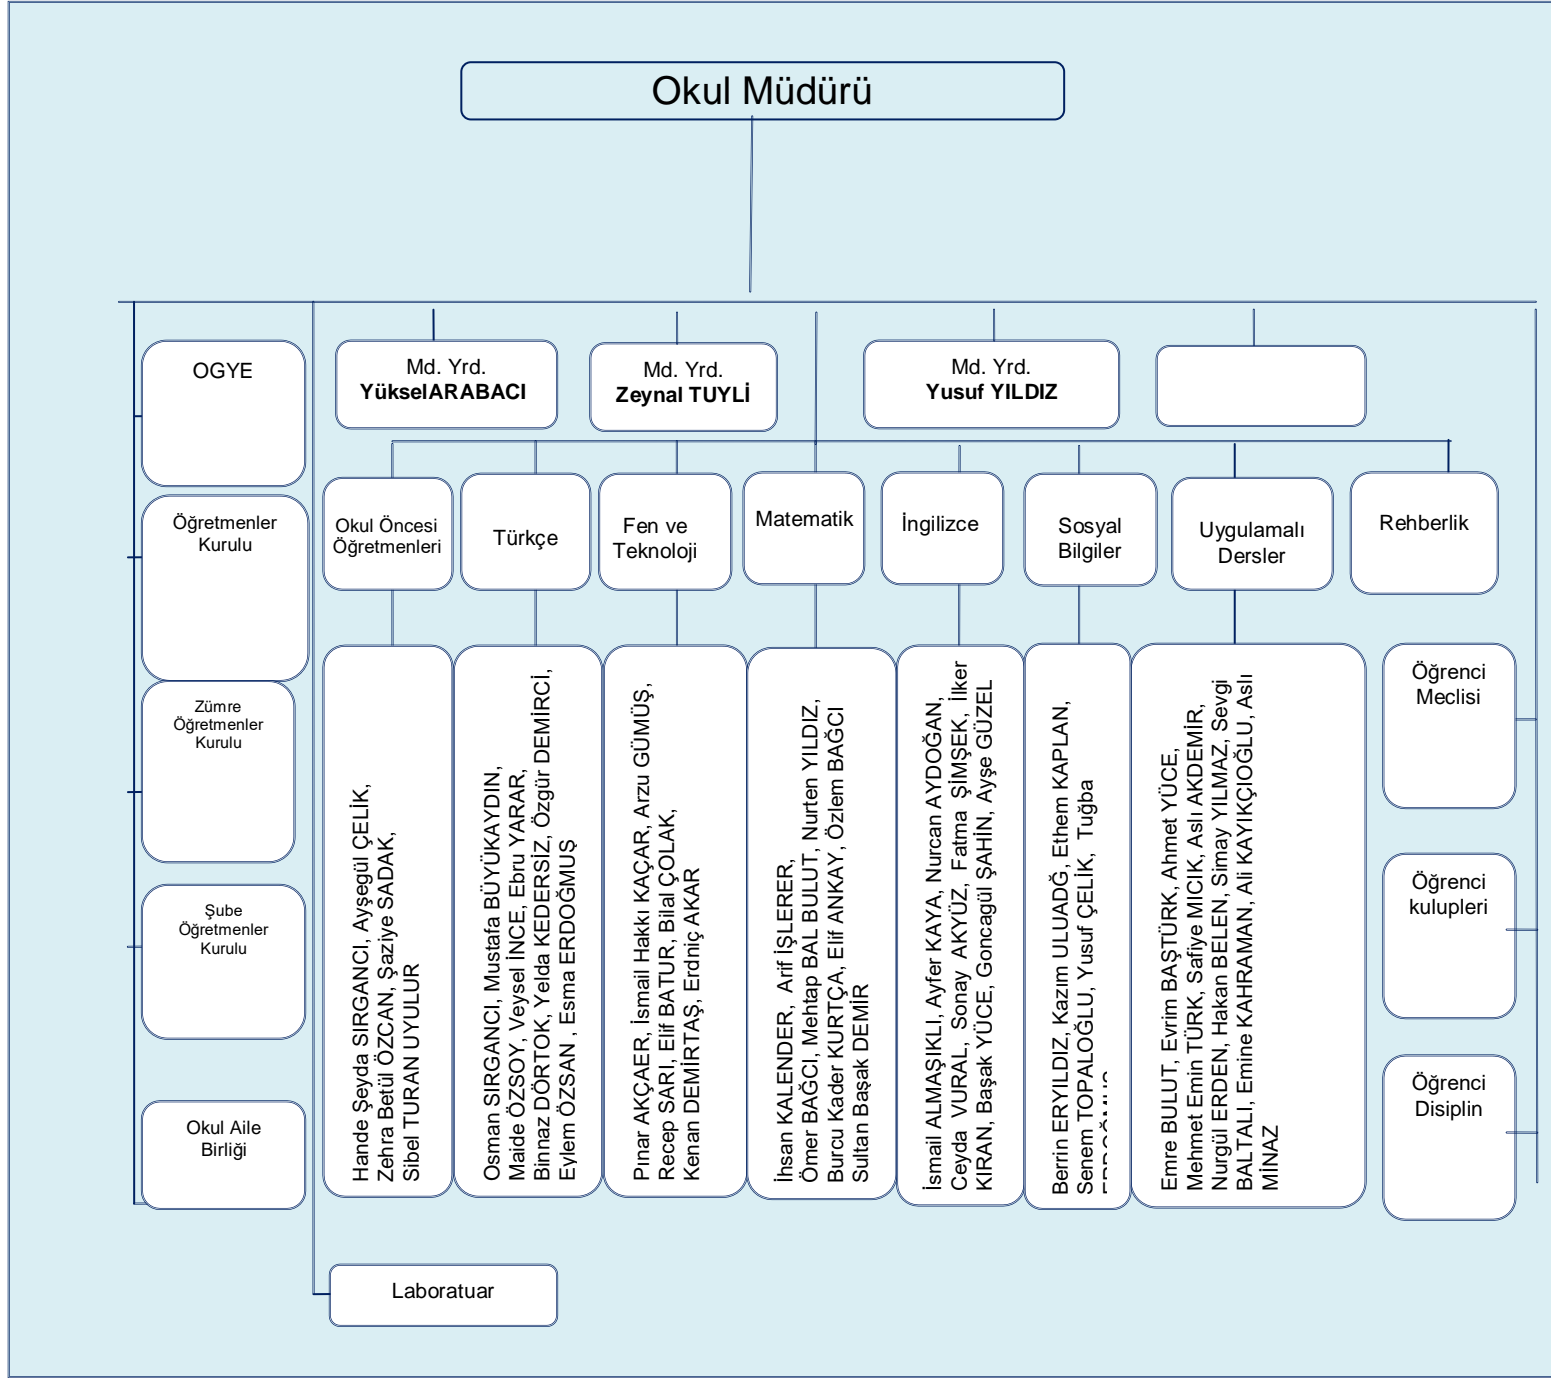 Okul Müdürü
OGYE
Md. Yrd.
YükselARABACI
Md. Yrd.
Zeynal TUYLİ
Md. Yrd.
Yusuf YILDIZ
Öğretmenler
Kurulu
Okul Öncesi
Öğretmenleri
Türkçe
Fen ve
Teknoloji
Matematik
İngilizce
Sosyal
Bilgiler
Uygulamalı
Dersler
Rehberlik
Zümre
Öğretmenler
Kurulu
Şube
Öğretmenler
Kurulu
Okul Aile
Birliği
Hande Şeyda SIRGANCI, Ayşegül ÇELİK,
Zehra Betül ÖZCAN, Şaziye SADAK,
Sibel TURAN UYULUR
Osman SIRGANCI, Mustafa BÜYÜKAYDIN,
Maide ÖZSOY, Veysel İNCE, Ebru YARAR,
Binnaz DÖRTOK, Yelda KEDERSİZ, Özgür DEMİRCİ,
Eylem ÖZSAN , Esma ERDOĞMUŞ
Pınar AKÇAER, İsmail Hakkı KAÇAR, Arzu GÜMÜŞ,
Recep SARI, Elif BATUR, Bilal ÇOLAK,
Kenan DEMİRTAŞ, Erdniç AKAR
İhsan KALENDER, Arif İŞLERER,
Ömer BAĞCI, Mehtap BAL BULUT, Nurten YILDIZ,
Burcu Kader KURTÇA, Elif ANKAY, Özlem BAĞCI
Sultan Başak DEMİR
İsmail ALMAŞIKLI, Ayfer KAYA, Nurcan AYDOĞAN,
Ceyda VURAL, Sonay AKYÜZ, Fatma ŞİMŞEK, İlker
KIRAN, Başak YÜCE, Goncagül ŞAHİN, Ayşe GÜZEL
Berrin ERYILDIZ, Kazım ULUADĞ, Ethem KAPLAN,
Senem TOPALOĞLU, Yusuf ÇELİK, Tuğba
Emre BULUT, Evrim BAŞTÜRK, Ahmet YÜCE,
Mehmet Emin TÜRK, Safiye MICIK, Aslı AKDEMİR,
Nurgül ERDEN, Hakan BELEN, Simay YILMAZ, Sevgi
BALTALI, Emine KAHRAMAN, Ali KAYIKÇIOĞLU, Aslı
MİNAZ
Öğrenci
Meclisi
Öğrenci
kulupleri
Öğrenci
Disiplin
Laboratuar